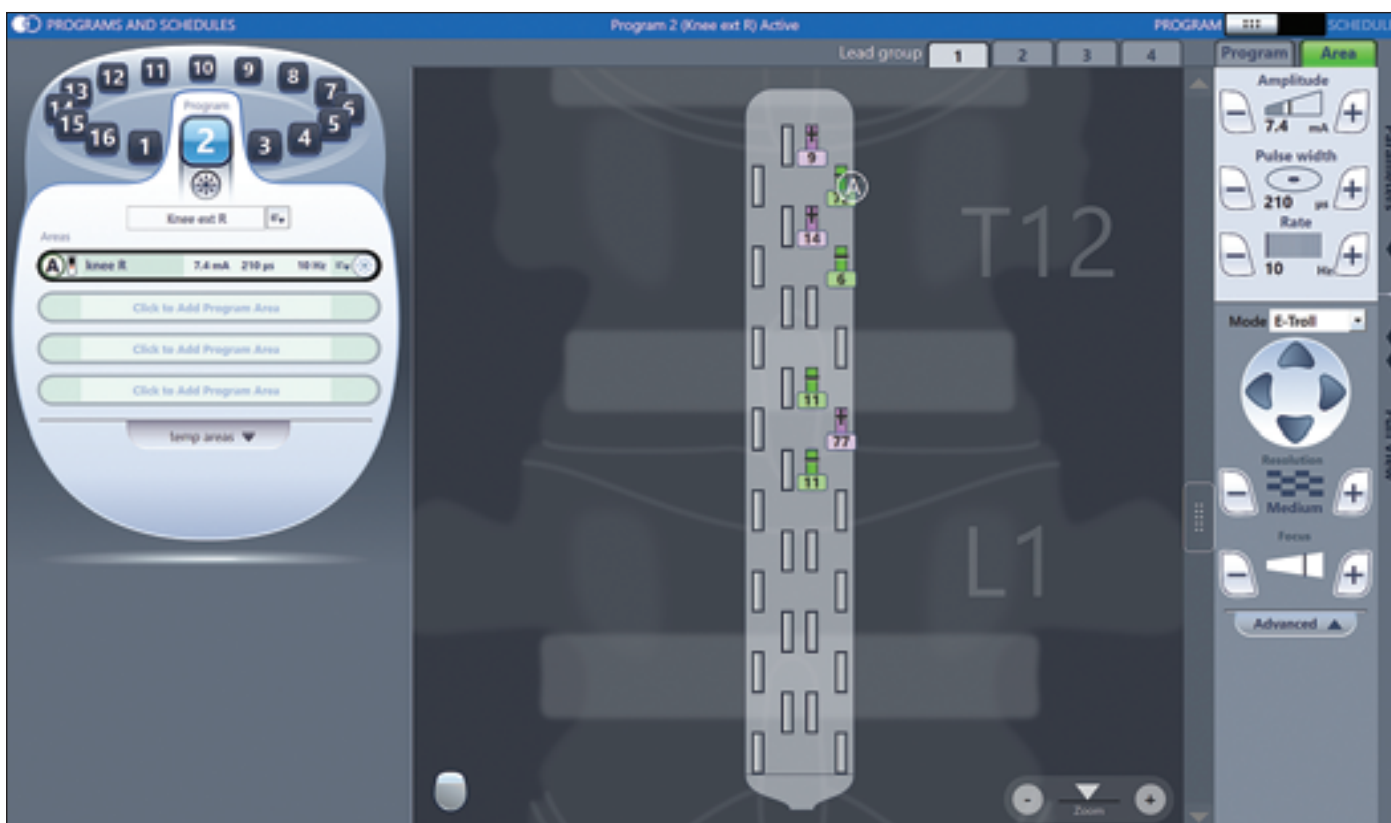 PROGRAMS AND SCHEDULES
Program 2 (Knee ext R) Active
PROGRAM
SCHEDULE
Lead group 1 2 3 4
Program Area
13 12 11 10 9 8 7
14 6
15 16 1 2 3 4 5
Program
Knee ext R
Areas
A knee R 7.4 mA 210 µs 10 Hz
Click to Add Program Area
Click to Add Program Area
Click to Add Program Area
Temp areas
9
A
14
6
11
77
11
T12
L1
- Zoom +
Amplitude
7.4 mA
Pulse width
210 µs
Rate
10 Hz
Mode E-Troll
Resolution
Medium
Focus
Advanced